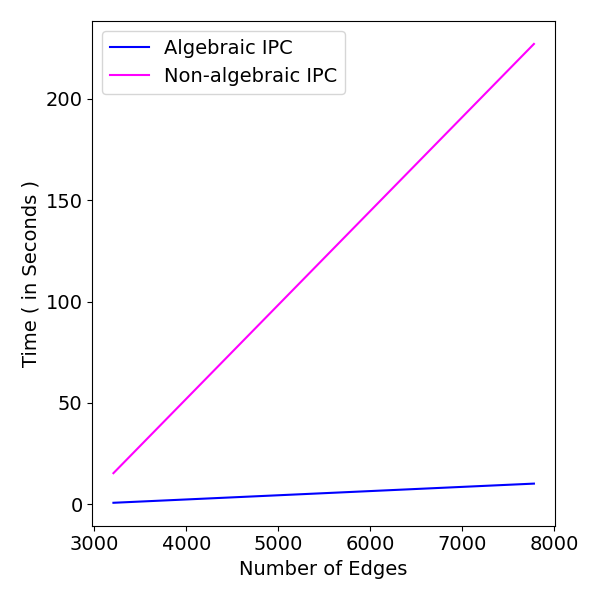 Algebraic IPC
Non-algebraic IPC
200
150
100
50
0
Time ( in Seconds )
3000 4000 5000 6000 7000 8000
Number of Edges